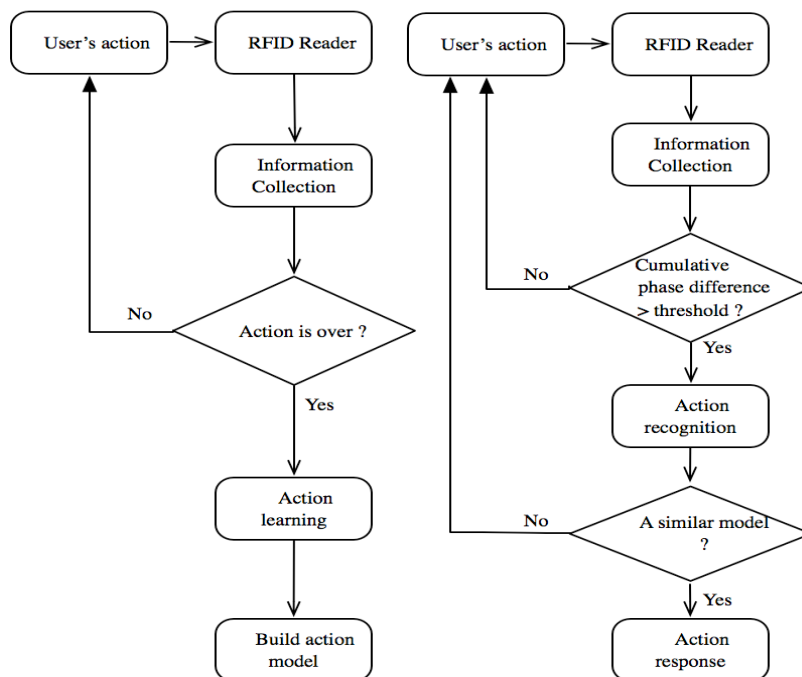 User's action
RFID Reader
Information
Collection
No
Action is over ?
Yes
Action
learning
Build action
model
User's action
RFID Reader
Information
Collection
No
Cumulative
phase difference
> threshold ?
Yes
Action
recognition
No
A similar model
?
Yes
Action
response